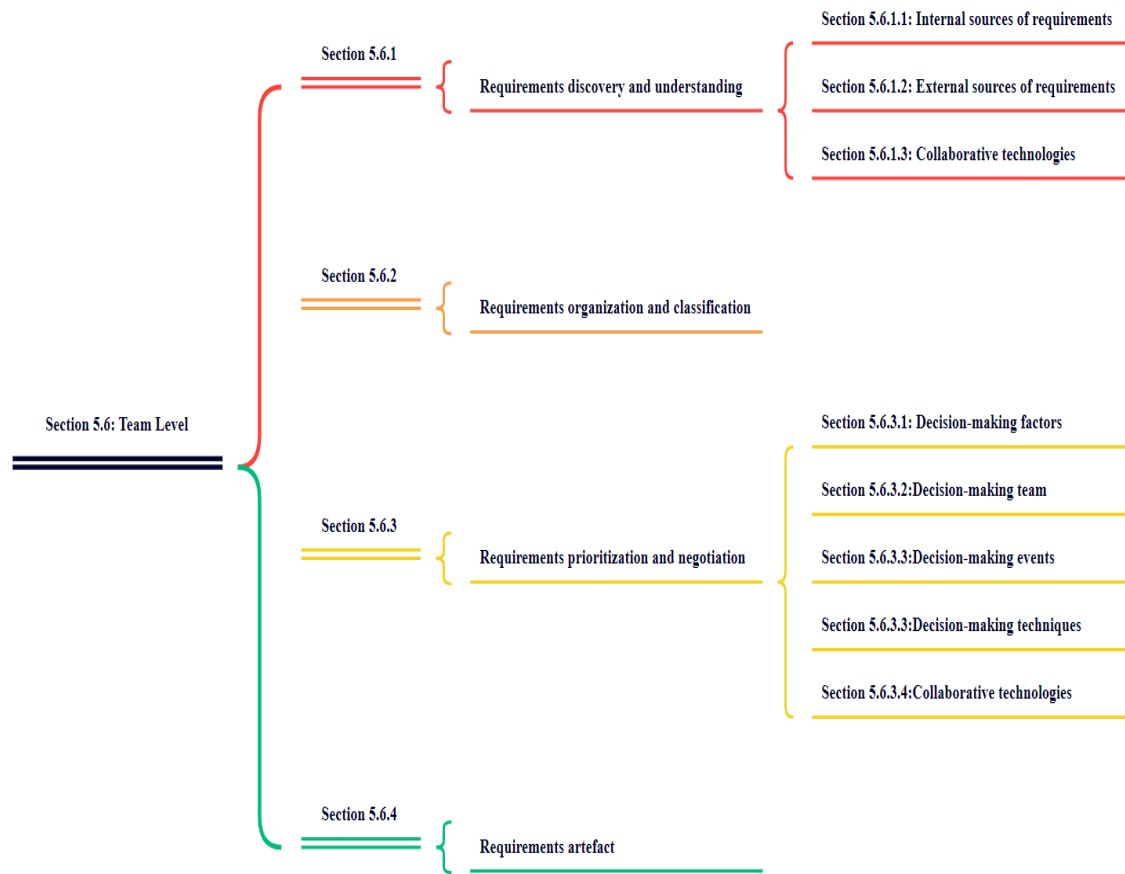 Section 5.6: Team Level
Section 5.6.1
Requirements discovery and understanding
Section 5.6.1.1: Internal sources of requirements
Section 5.6.1.2: External sources of requirements
Section 5.6.1.3: Collaborative technologies
Section 5.6.2
Requirements organization and classification
Section 5.6.3
Requirements prioritization and negotiation
Section 5.6.3.1: Decision-making factors
Section 5.6.3.2:Decision-making team
Section 5.6.3.3:Decision-making events
Section 5.6.3.3:Decision-making techniques
Section 5.6.3.4:Collaborative technologies
Section 5.6.4
Requirements artefact